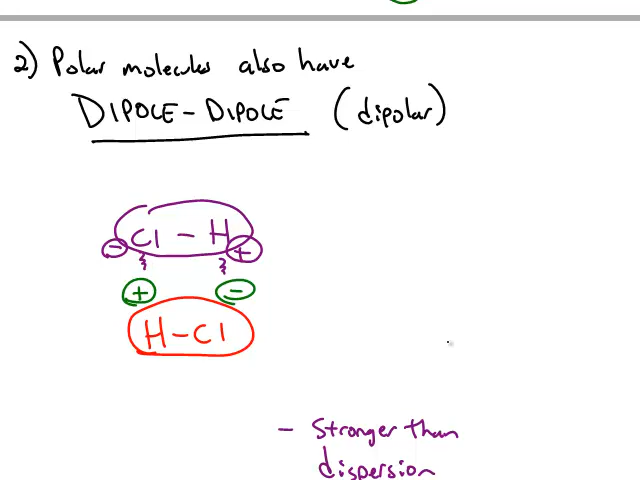 2) Polar molecules also have
DIPOLE - DIPOLE (dipolar)
Cl - H
- +
+ -
H - Cl
- Stronger than
dispersion